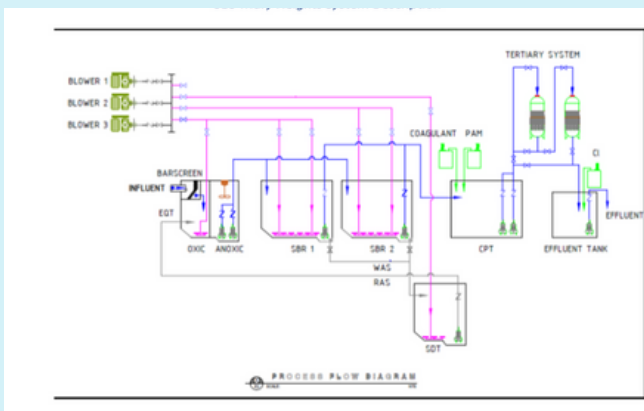 BLOWER 1
BLOWER 2
BLOWER 3
TERTIARY SYSTEM
COAGULANT PAM
Cl
BARSCREEN
INFLUENT
EQT
OXIC
ANOXIC
SBR 1
SBR 2
CPT
EFFLUENT
EFFLUENT TANK
WAS
RAS
SDT
PROCESS FLOW DIAGRAM